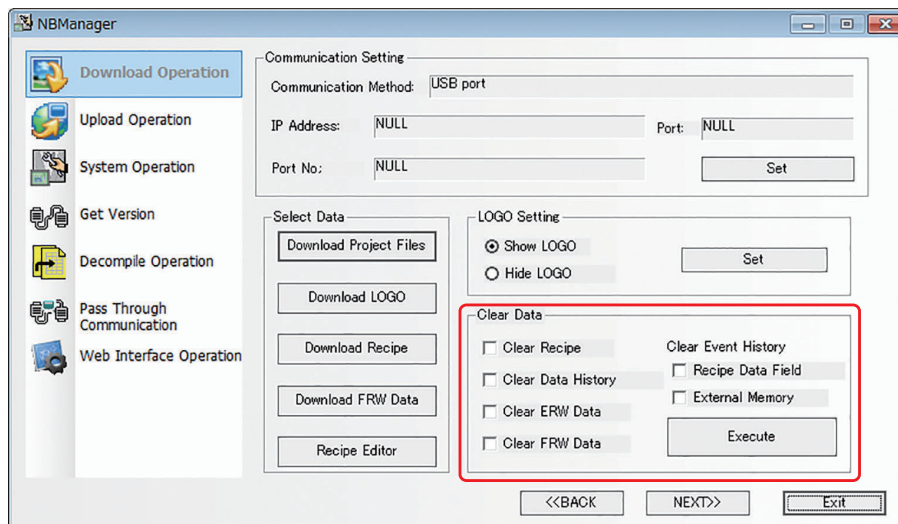 NBManager
Download Operation
Upload Operation
System Operation
Get Version
Decompile Operation
Pass Through
Communication
Web Interface Operation
Communication Setting
Communication Method: USB port
IP Address: NULL Port: NULL
Port No: NULL Set
Select Data
Download Project Files
Download LOGO
Download Recipe
Download FRW Data
Recipe Editor
LOGO Setting
Show LOGO
Hide LOGO
Set
Clear Data
Clear Recipe
Clear Data History
Clear ERW Data
Clear FRW Data
Clear Event History
Recipe Data Field
External Memory
Execute
<<BACK NEXT>> Exit